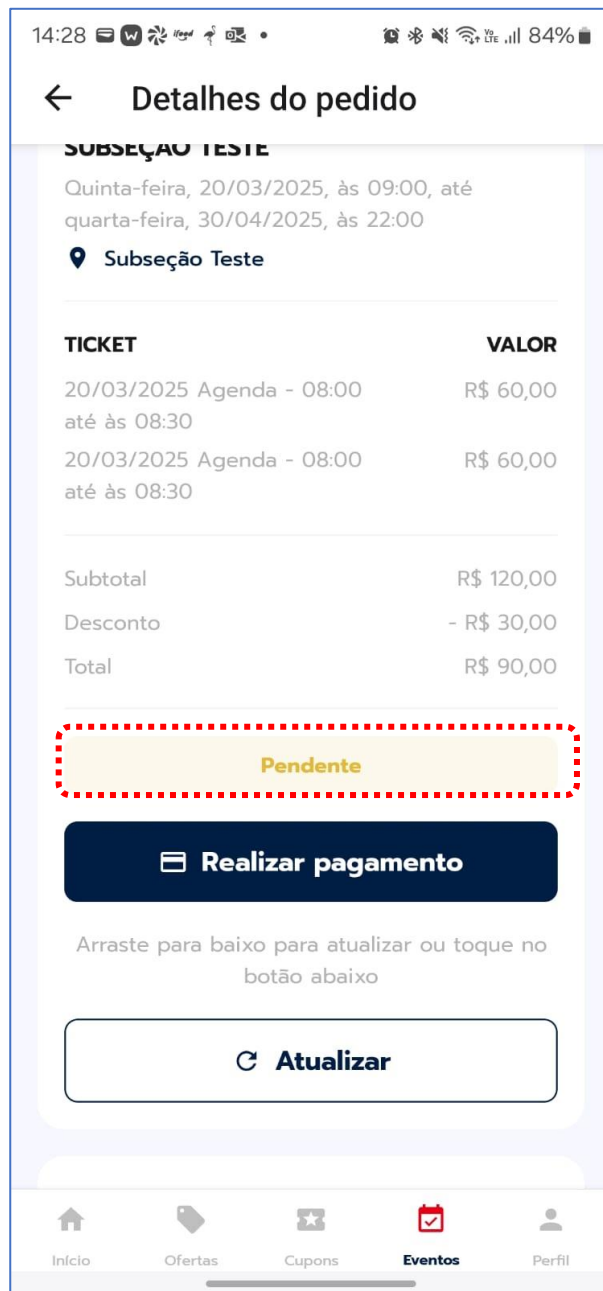 14:28 84%
Detalhes do pedido
SUBSEÇÃO TESTE
Quinta-feira, 20/03/2025, às 09:00, até
quarta-feira, 30/04/2025, às 22:00
Subseção Teste
TICKET VALOR
20/03/2025 Agenda - 08:00 R$ 60,00
até às 08:30
20/03/2025 Agenda - 08:00 R$ 60,00
até às 08:30
Subtotal R$ 120,00
Desconto - R$ 30,00
Total R$ 90,00
Pendente
Realizar pagamento
Arraste para baixo para atualizar ou toque no
botão abaixo
Atualizar
Início Ofertas Cupons Eventos Perfil